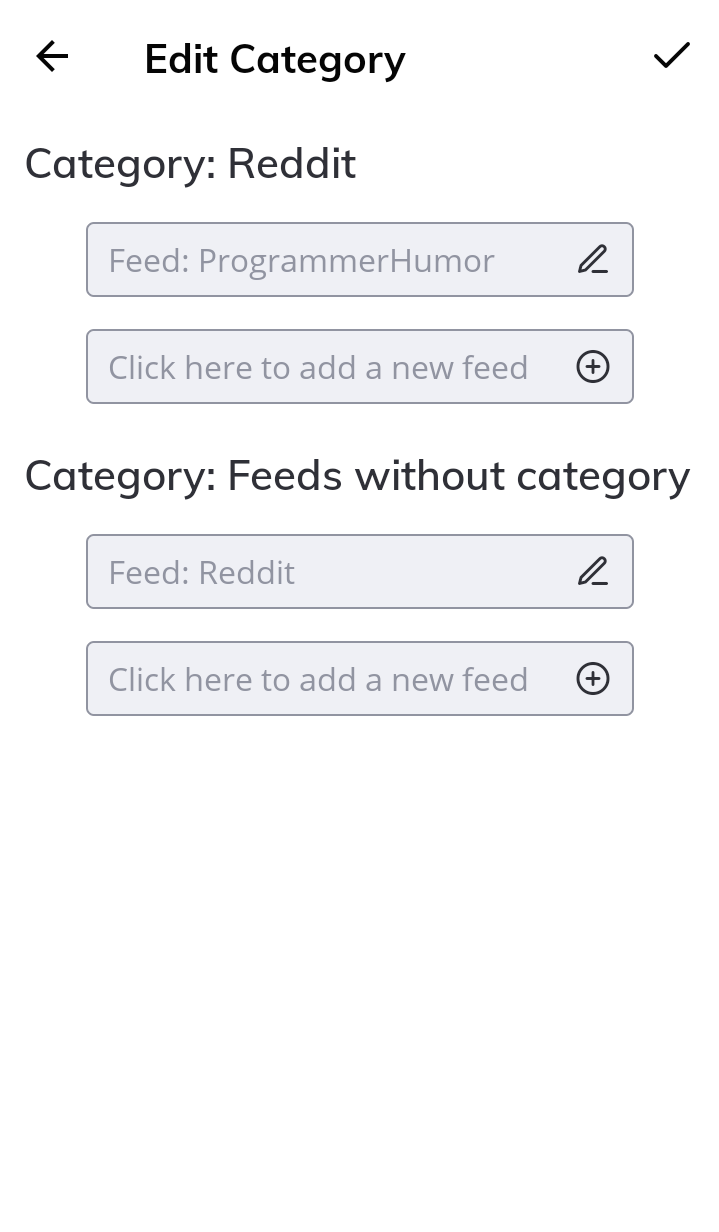 Edit Category
Category: Reddit
Feed: ProgrammerHumor
Click here to add a new feed
Category: Feeds without category
Feed: Reddit
Click here to add a new feed